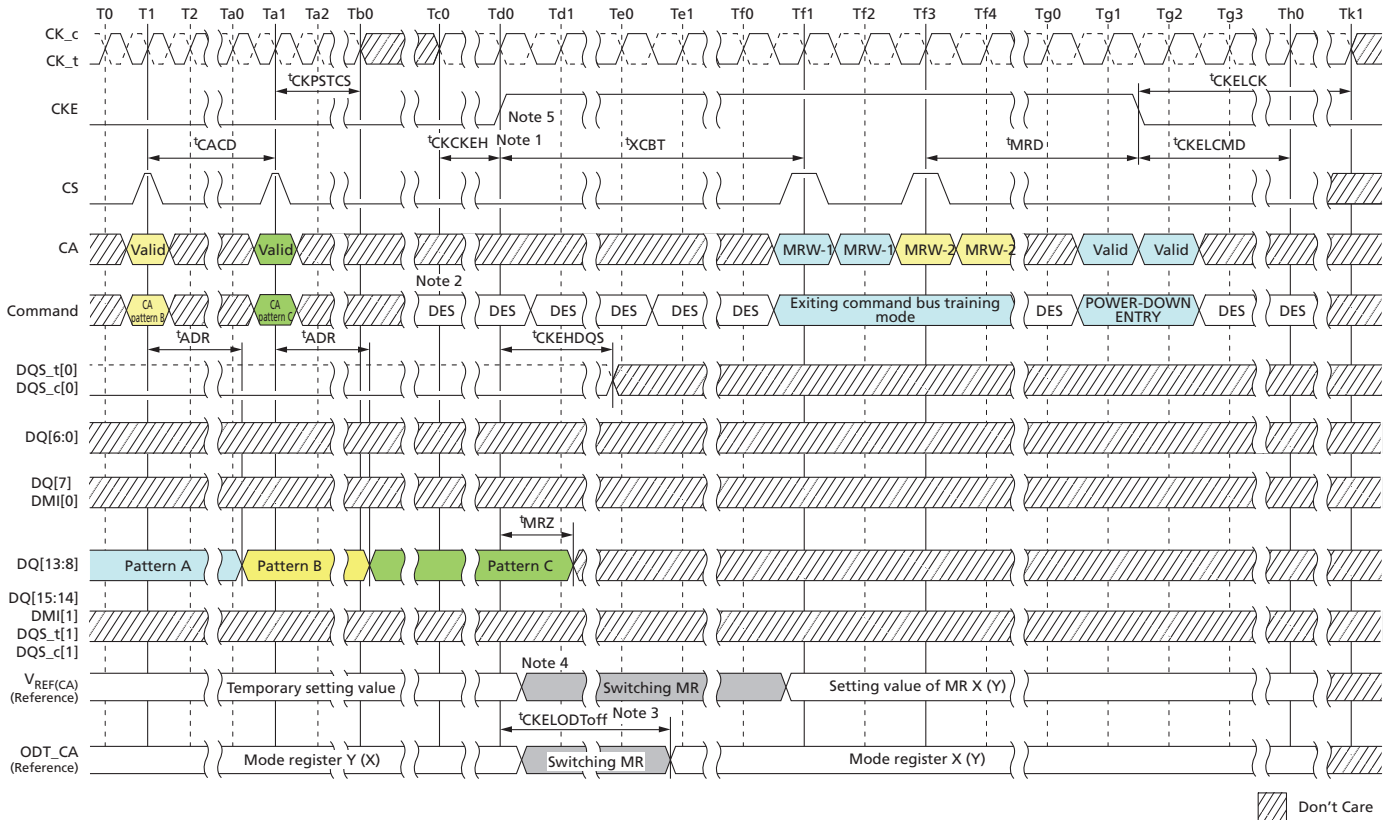 T0 T1 T2 Ta0 Ta1 Ta2 Tb0 Tc0 Td0 Td1 Te0 Te1 Tf0 Tf1 Tf2 Tf3 Tf4 Tg0 Tg1 Tg2 Tg3 Th0 Tk1
CK_c
CK_t
tCKPSTCS tCKELCK
CKE
Note 5
tCACD tCKCKEH Note 1 tXCBT tMRD tCKELCMD
CS
CA Valid Valid MRW-1 MRW-1 MRW-2 MRW-2 Valid Valid
Note 2
Command CA pattern B CA pattern C DES DES DES DES DES DES Exiting command bus training mode DES POWER-DOWN ENTRY DES DES
tADR tADR tCKEHDQS
DQS_t[0]
DQS_c[0]
DQ[6:0]
DQ[7]
DMI[0]
tMRZ
DQ[13:8] Pattern A Pattern B Pattern C
DQ[15:14]
DMI[1]
DQS_t[1]
DQS_c[1]
Note 4
VREF(CA)
(Reference)
Temporary setting value Switching MR Setting value of MR X (Y)
tCKELODToff Note 3
ODT_CA
(Reference)
Mode register Y (X) Switching MR Mode register X (Y)
Don't Care